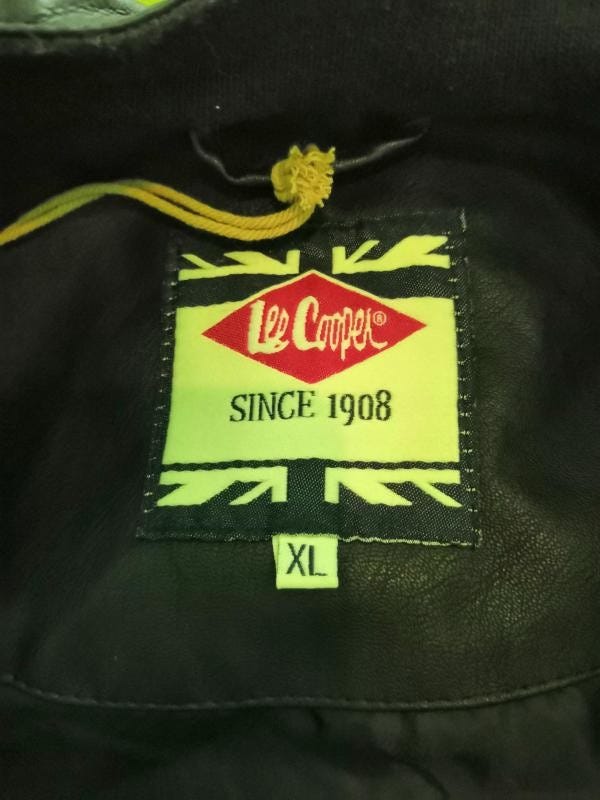 Lee Cooper®
SINCE 1908
XL